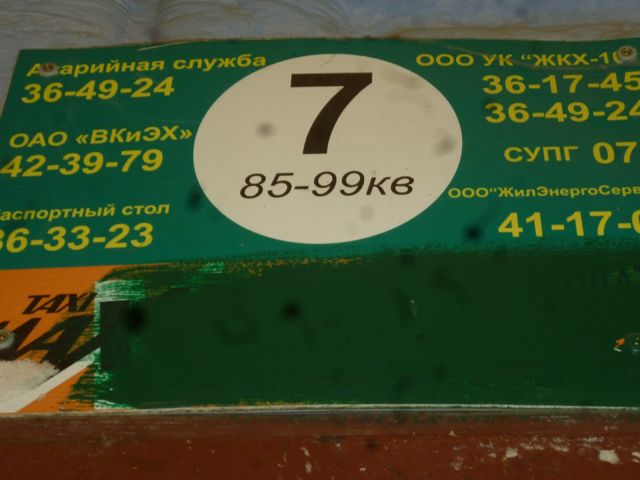 Аварийная служба
36-49-24
ОАО «ВКиЭХ»
42-39-79
Паспортный стол
36-33-23
7
85-99кв
ООО УК "ЖКХ-10
36-17-45
36-49-24
СУПГ 07
ООО"ЖилЭнергоСерв
41-17-0
TAXI